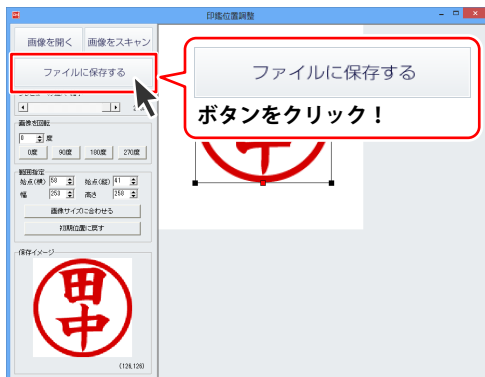 印鑑位置調整
画像を開く 画像をスキャン
ファイルに保存する
ファイルに保存する
ボタンをクリック！
画像を回転
0 度
0度 90度 180度 270度
範囲指定
始点(横) 58 始点(縦) 41
幅 253 高さ 258
画像サイズに合わせる
初期位置に戻す
保存イメージ
田中
(126,126)
中